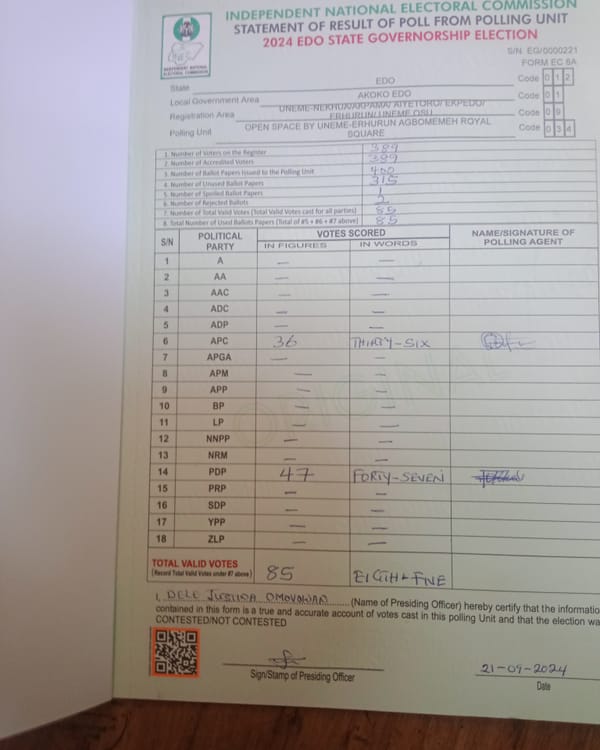 INDEPENDENT NATIONAL ELECTORAL COMMISSION
STATEMENT OF RESULT OF POLL FROM POLLING UNIT
2024 EDO STATE GOVERNORSHIP ELECTION
INDEPENDENT NATIONAL ELECTORAL COMMISSION
S/N EG/0000221
FORM EC 8A
State EDO Code 0 1 2
Local Government Area AKOKO EDO Code 0 1
Registration Area UNEME-NEKHUA/AKPAMA/ AIYETORO/ EKPEDO/ ERHURUN/ UNEME OSU Code 0 9
Polling Unit OPEN SPACE BY UNEME-ERHURUN AGBOMEMEH ROYAL SQUARE Code 0 3 4
1. Number of Voters on the Register 389
2. Number of Accredited Voters 389
3. Number of Ballot Papers Issued to the Polling Unit 400
4. Number of Unused Ballot Papers 315
5. Number of Spoiled Ballot Papers 1
6. Number of Rejected Ballots 2
7. Number of Total Valid Votes (Total Valid Votes cast for all parties) 85
8. Total Number of Used Ballots Papers (Total of #5 + #6 + #7 above) 85
S/N POLITICAL PARTY VOTES SCORED NAME/SIGNATURE OF POLLING AGENT
IN FIGURES IN WORDS
1 A — —
2 AA — —
3 AAC — —
4 ADC — —
5 ADP — —
6 APC 36 THIRTY-SIX
7 APGA — —
8 APM — —
9 APP — —
10 BP — —
11 LP — —
12 NNPP — —
13 NRM — —
14 PDP 47 FORTY-SEVEN
15 PRP — —
16 SDP — —
17 YPP — —
18 ZLP — —
TOTAL VALID VOTES
(Record Total Valid Votes under #7 above) 85
I, DELE OMOVOWAN (Name of Presiding Officer) hereby certify that the informatio
contained in this form is a true and accurate account of votes cast in this polling Unit and that the election wa
CONTESTED/NOT CONTESTED
21-09-2024
Sign/Stamp of Presiding Officer Date